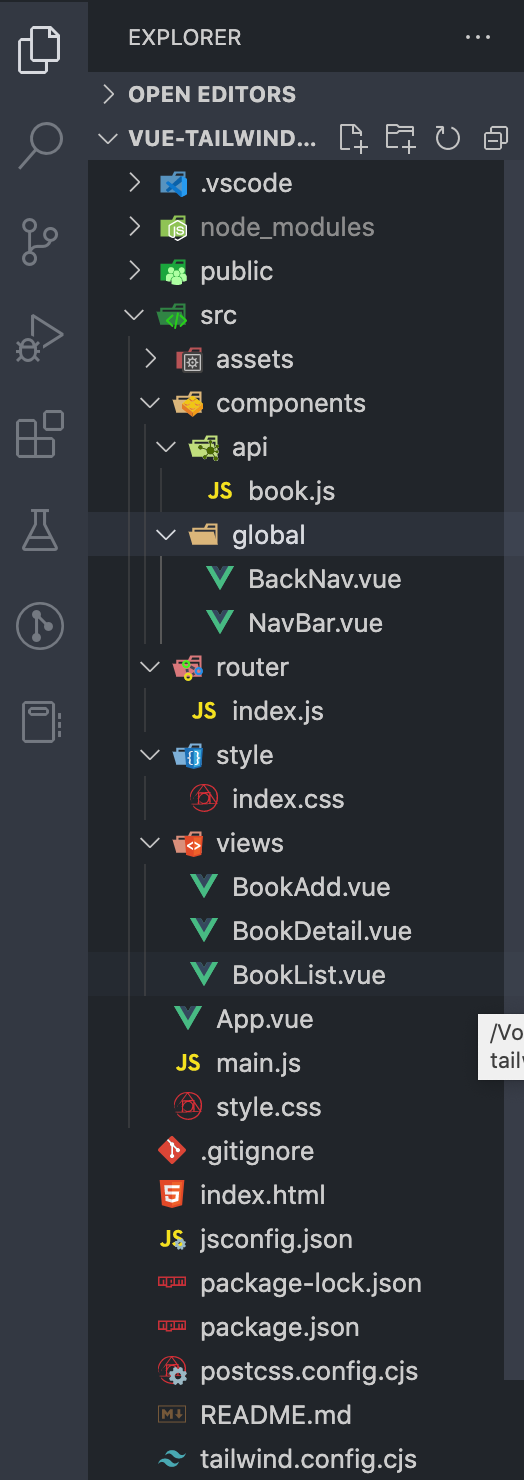 EXPLORER
OPEN EDITORS
VUE-TAILWIND...
.vscode
node_modules
public
src
assets
components
api
JS book.js
global
BackNav.vue
NavBar.vue
router
JS index.js
style
index.css
views
BookAdd.vue
BookDetail.vue
BookList.vue
App.vue
/Vo
JS main.js
tailw
style.css
.gitignore
index.html
JS jsconfig.json
package-lock.json
package.json
postcss.config.cjs
README.md
tailwind.config.cjs